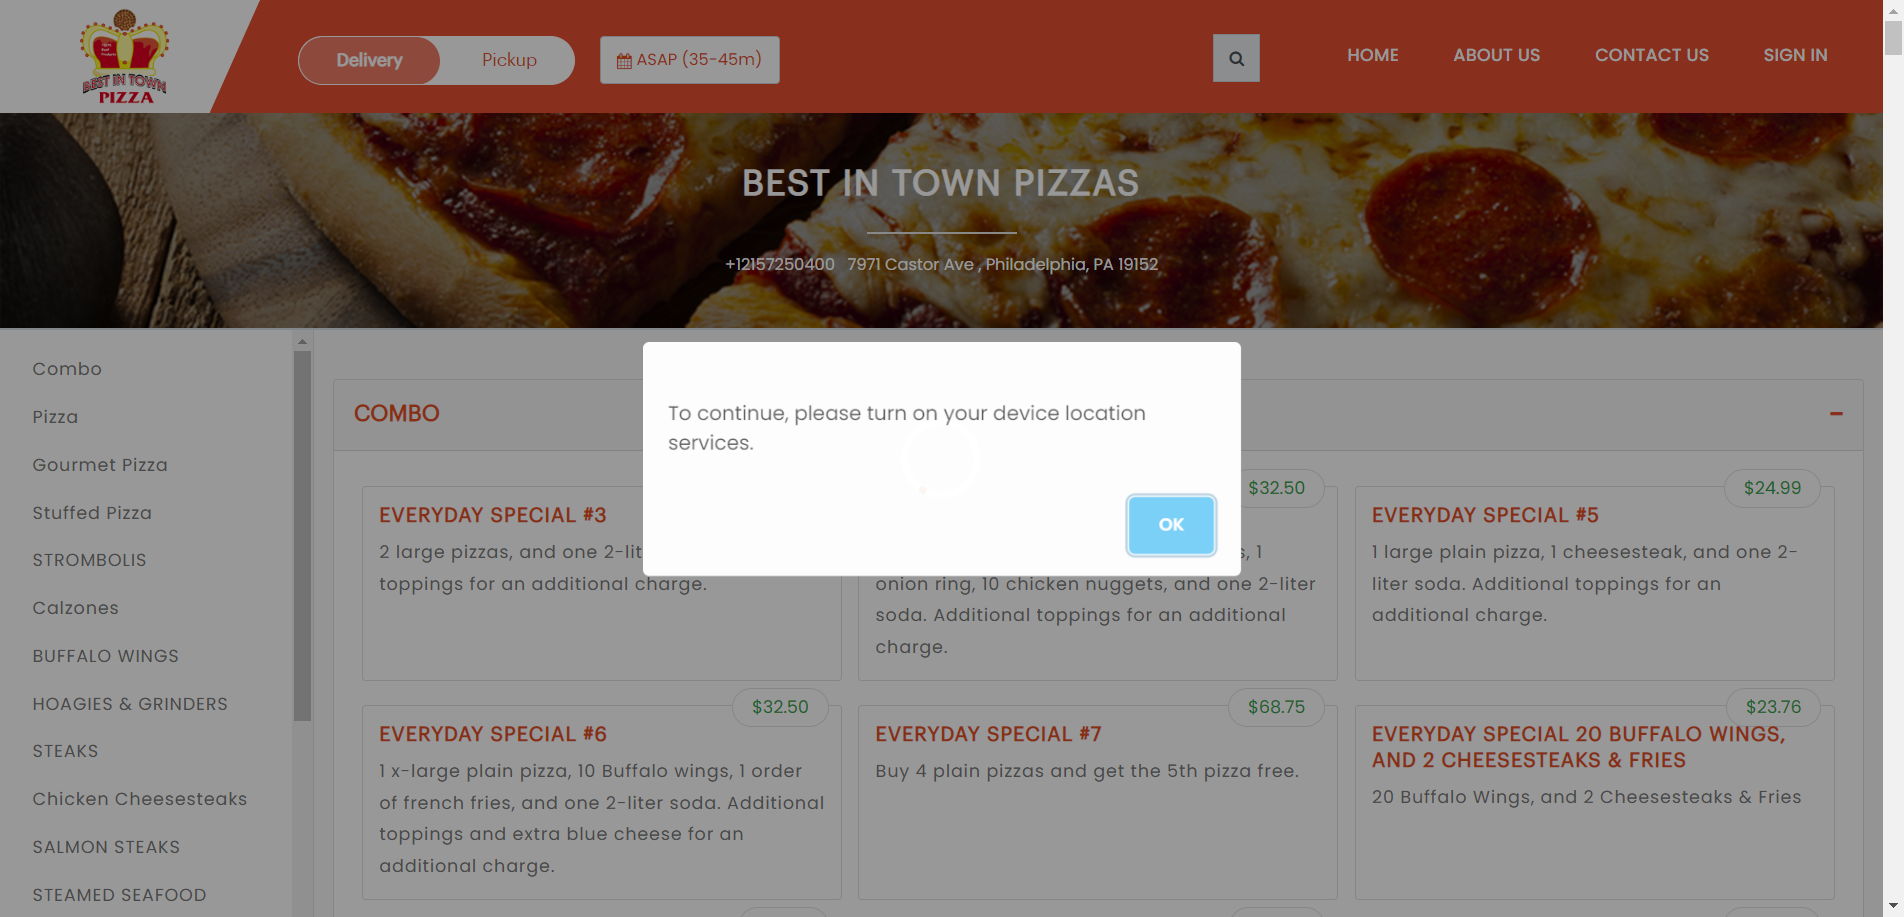 BEST IN TOWN
PIZZA
Delivery
Pickup
ASAP (35-45m)
HOME
ABOUT US
CONTACT US
SIGN IN
BEST IN TOWN PIZZAS
+12157250400 7971 Castor Ave , Philadelphia, PA 19152
Combo
Pizza
Gourmet Pizza
Stuffed Pizza
STROMBOLIS
Calzones
BUFFALO WINGS
HOAGIES & GRINDERS
STEAKS
Chicken Cheesesteaks
SALMON STEAKS
STEAMED SEAFOOD
To continue, please turn on your device location
services.
OK
COMBO
EVERYDAY SPECIAL #3
2 large pizzas, and one 2-lit
toppings for an additional charge.
$32.50
s, 1
onion ring, 10 chicken nuggets, and one 2-liter
soda. Additional toppings for an additional
charge.
$24.99
EVERYDAY SPECIAL #5
1 large plain pizza, 1 cheesesteak, and one 2-
liter soda. Additional toppings for an
additional charge.
$32.50
EVERYDAY SPECIAL #6
1 x-large plain pizza, 10 Buffalo wings, 1 order
of french fries, and one 2-liter soda. Additional
toppings and extra blue cheese for an
additional charge.
$68.75
EVERYDAY SPECIAL #7
Buy 4 plain pizzas and get the 5th pizza free.
$23.76
EVERYDAY SPECIAL 20 BUFFALO WINGS,
AND 2 CHEESESTEAKS & FRIES
20 Buffalo Wings, and 2 Cheesesteaks & Fries